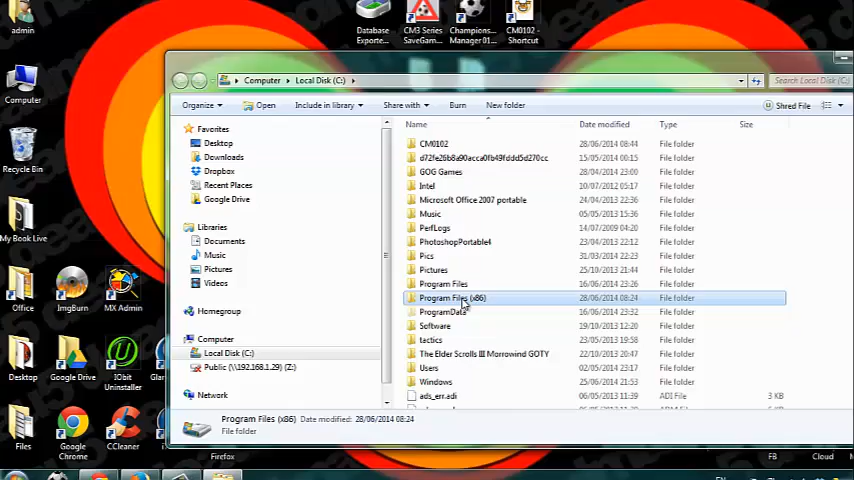 admin
Database Exporte...
CM3 Series SaveGam...
Champions... Manager 01...
CM0102 - Shortcut
Computer
Local Disk (C:)
Search Local Disk (C:)
Organize
Open
Include in library
Share with
Burn
New folder
Shred File
Computer
Recycle Bin
My Book Live
Office
ImgBurn
MX Admin
Desktop
Google Drive
IObit Uninstaller
Files
Google Chrome
CCleaner
Firefox
Favorites
Desktop
Downloads
Dropbox
Recent Places
Google Drive
Libraries
Documents
Music
Pictures
Videos
Homegroup
Computer
Local Disk (C:)
Public (\\192.168.1.29) (Z:)
Network
Name Date modified Type Size
CM0102 28/06/2014 08:44 File folder
d72fe26b8a90acca0fb49fddd5d270cc 15/05/2014 00:15 File folder
GOG Games 28/04/2014 23:00 File folder
Intel 10/07/2012 05:17 File folder
Microsoft Office 2007 portable 24/04/2013 22:36 File folder
Music 05/05/2013 15:36 File folder
PerfLogs 14/07/2009 04:20 File folder
PhotoshopPortable4 23/04/2013 22:12 File folder
Pics 31/03/2014 22:23 File folder
Pictures 25/10/2013 21:44 File folder
Program Files 16/06/2014 23:26 File folder
Program Files (x86) 28/06/2014 08:24 File folder
ProgramData 16/06/2014 23:32 File folder
Software 19/10/2013 12:20 File folder
tactics 23/05/2013 19:58 File folder
The Elder Scrolls III Morrowind GOTY 22/10/2013 20:47 File folder
Users 02/05/2014 23:17 File folder
Windows 25/06/2014 21:53 File folder
ads_err.adi 06/05/2013 11:39 ADI File 3 KB
Program Files (x86) Date modified: 28/06/2014 08:24
File folder
FB
Cloud